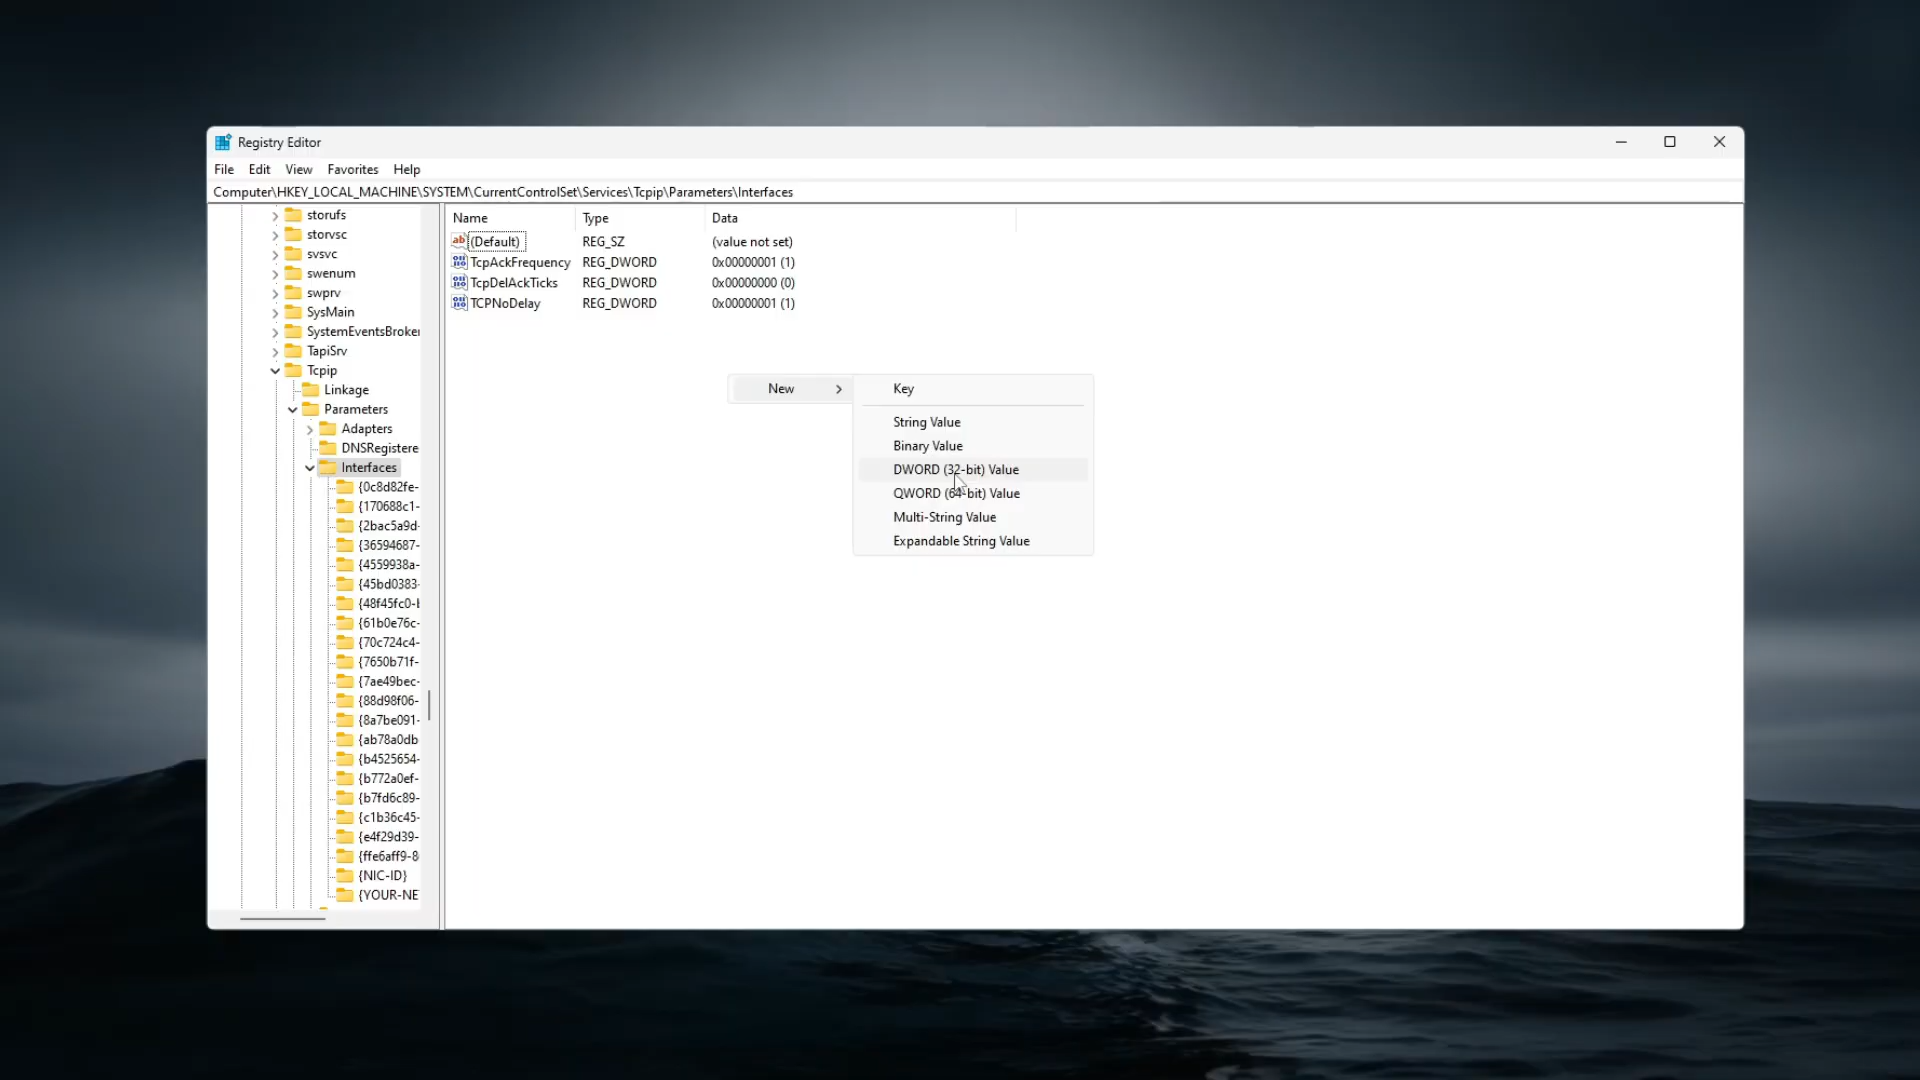 Registry Editor
File Edit View Favorites Help
Computer\HKEY_LOCAL_MACHINE\SYSTEM\CurrentControlSet\Services\Tcpip\Parameters\Interfaces
storufs
storvsc
svsvc
swenum
swprv
SysMain
SystemEventsBroker
TapiSrv
Tcpip
Linkage
Parameters
Adapters
DNSRegistere
Interfaces
{0c8d82fe-
{170688c1-
{2bac5a9d-
{36594687-
{4559938a-
{45bd0383-
{48f45fc0-
{61b0e76c-
{70c724c4-
{7650b71f-
{7ae49bec-
{88d98f06-
{8a7be091-
{ab78a0db
{b4525654-
{b772a0ef-
{b7fd6c89-
{c1b36c45-
{e4f29d39-
{ffe6aff9-8
{NIC-ID}
{YOUR-NE
Name Type Data
(Default) REG_SZ (value not set)
TcpAckFrequency REG_DWORD 0x00000001 (1)
TcpDelAckTicks REG_DWORD 0x00000000 (0)
TCPNoDelay REG_DWORD 0x00000001 (1)
New
Key
String Value
Binary Value
DWORD (32-bit) Value
QWORD (64-bit) Value
Multi-String Value
Expandable String Value